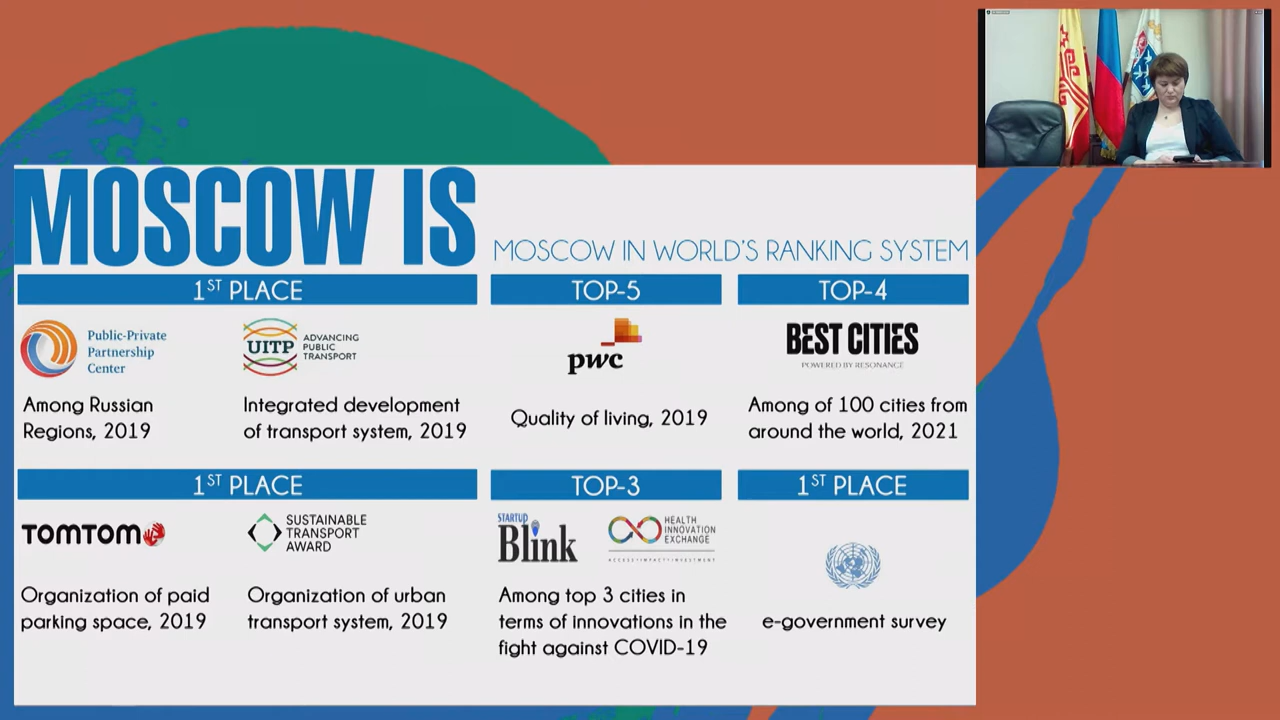 MOSCOW IS
MOSCOW IN WORLD'S RANKING SYSTEM
1ST PLACE
Public-Private
Partnership
Center
Among Russian
Regions, 2019
UITP
ADVANCING
PUBLIC
TRANSPORT
Integrated development
of transport system, 2019
TOP-5
pwc
Quality of living, 2019
TOP-4
BEST CITIES
POWERED BY RESONANCE
Among of 100 cities from
around the world, 2021
1ST PLACE
TOMTOM
Organization of paid
parking space, 2019
SUSTAINABLE
TRANSPORT
AWARD
Organization of urban
transport system, 2019
TOP-3
STARTUP
Blink
HEALTH
INNOVATION
EXCHANGE
ACCESS•IMPACT•INVESTMENT
Among top 3 cities in
terms of innovations in the
fight against COVID-19
1ST PLACE
e-government survey